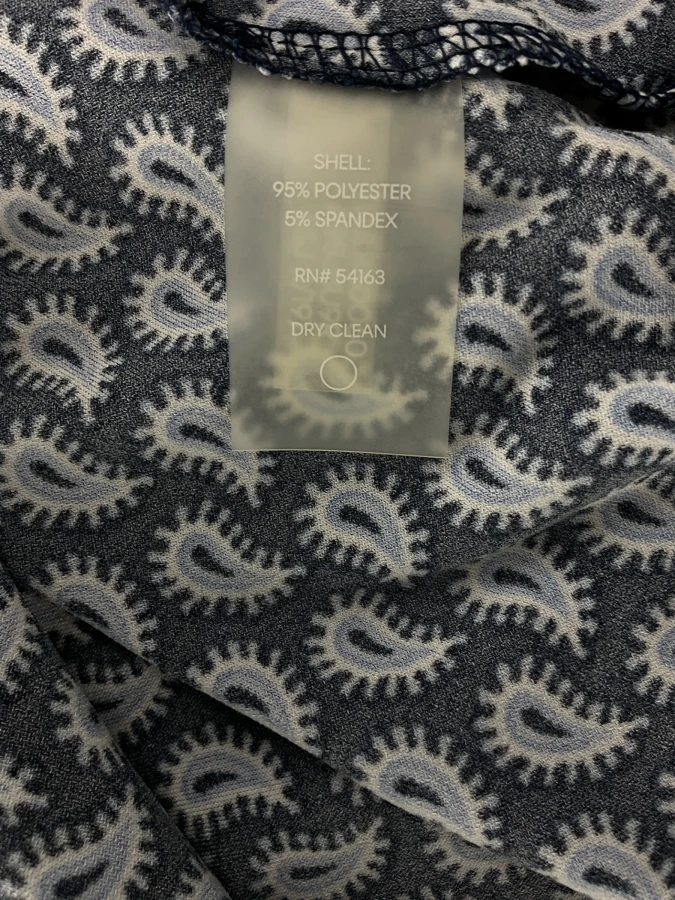 SHELL:
95% POLYESTER
5% SPANDEX
RN# 54163
DRY CLEAN